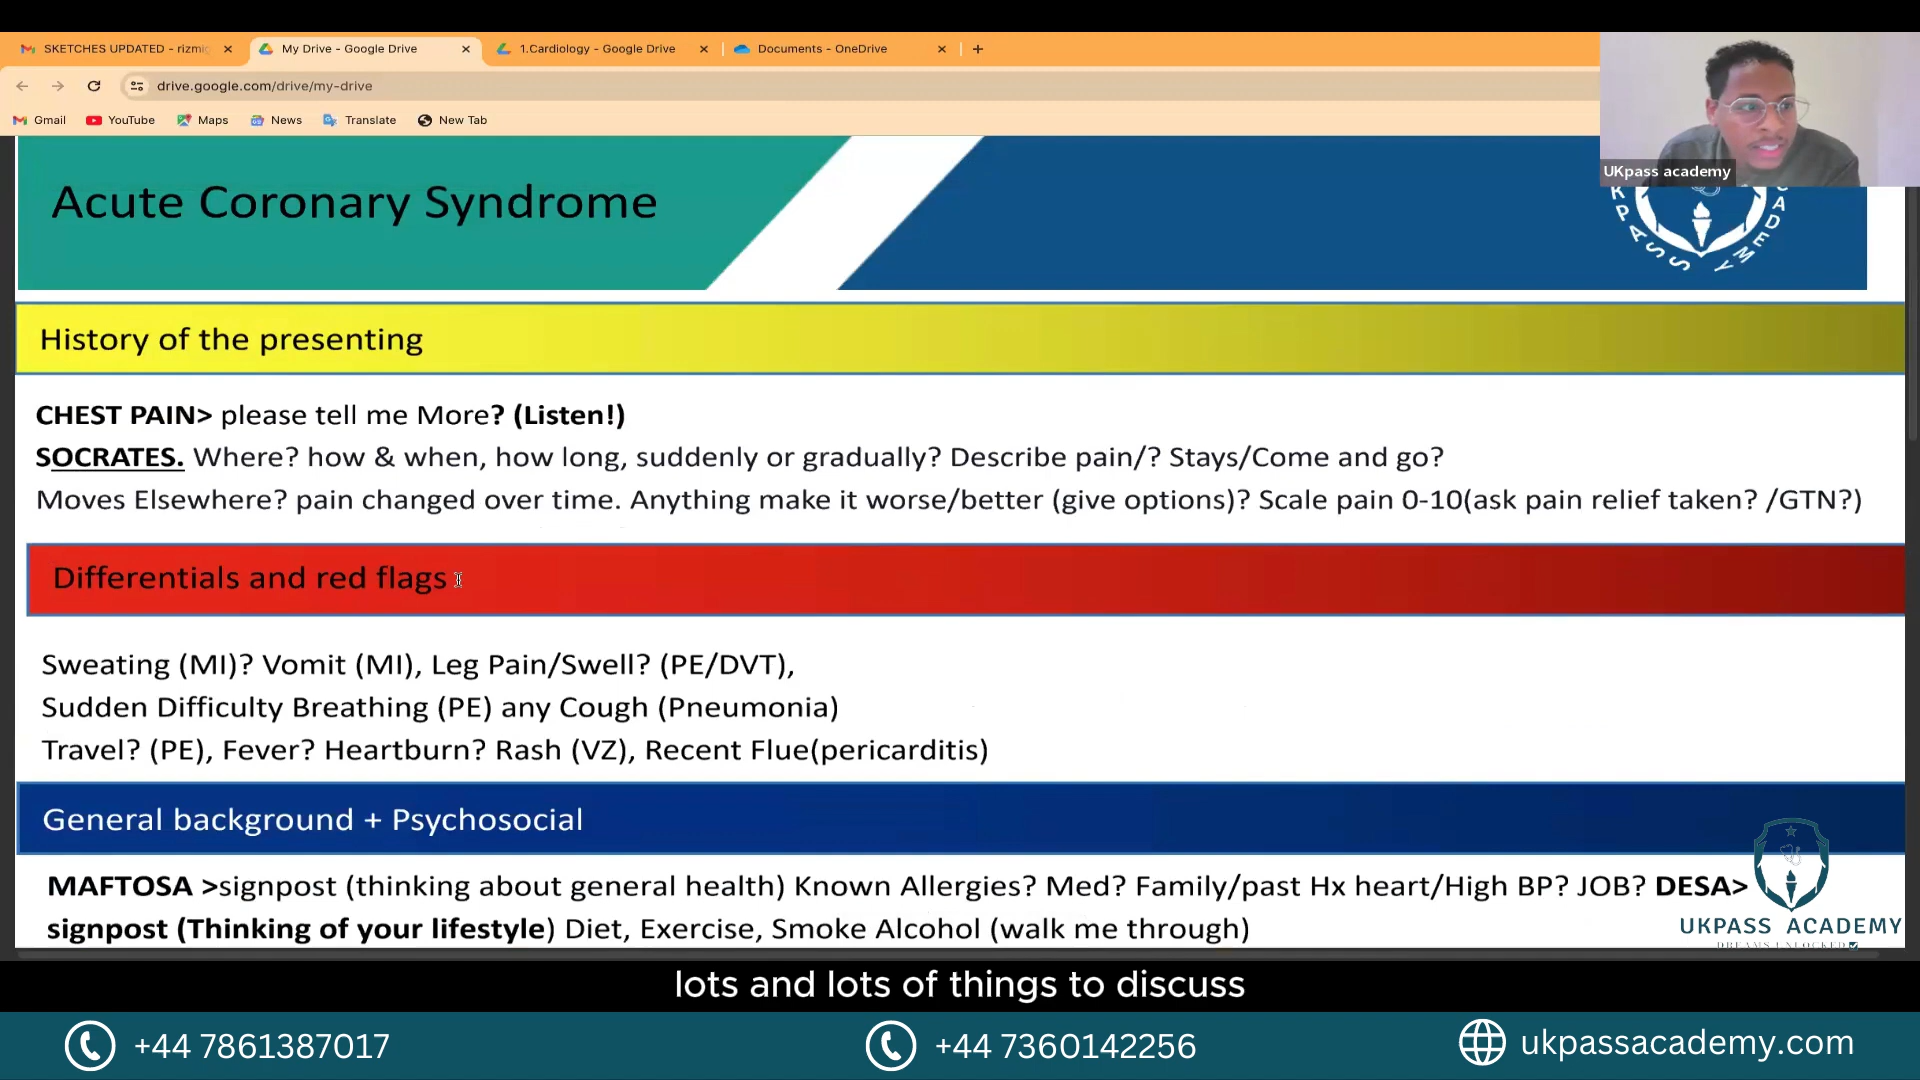 SKETCHES UPDATED - rizmi
My Drive - Google Drive
1.Cardiology - Google Drive
Documents - OneDrive
drive.google.com/drive/my-drive
Gmail
YouTube
Maps
News
Translate
New Tab
UKpass academy
Acute Coronary Syndrome
History of the presenting
CHEST PAIN> please tell me More? (Listen!)
SOCRATES. Where? how & when, how long, suddenly or gradually? Describe pain/? Stays/Come and go?
Moves Elsewhere? pain changed over time. Anything make it worse/better (give options)? Scale pain 0-10(ask pain relief taken? /GTN?)
Differentials and red flags
Sweating (MI)? Vomit (MI), Leg Pain/Swell? (PE/DVT),
Sudden Difficulty Breathing (PE) any Cough (Pneumonia)
Travel? (PE), Fever? Heartburn? Rash (VZ), Recent Flue(pericarditis)
General background + Psychosocial
MAFTOSA >signpost (thinking about general health) Known Allergies? Med? Family/past Hx heart/High BP? JOB? DESA>
signpost (Thinking of your lifestyle) Diet, Exercise, Smoke Alcohol (walk me through)
UKPASS ACADEMY
DREAMS UNLOCKED
lots and lots of things to discuss
+44 7861387017
+44 7360142256
ukpassacademy.com